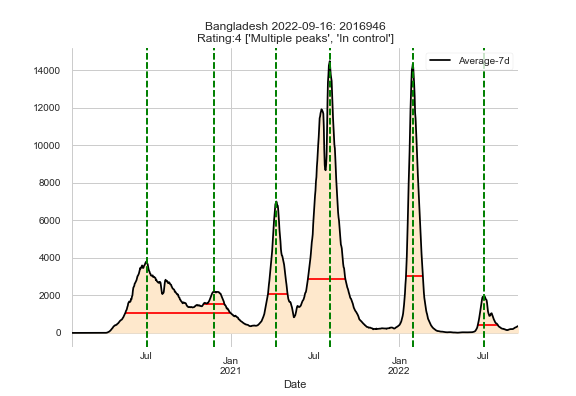 Bangladesh 2022-09-16: 2016946
Rating:4 ['Multiple peaks', 'In control']
Average-7d
14000
12000
10000
8000
6000
4000
2000
0
Jul
Jan
2021
Jul
Jan
2022
Jul
Date